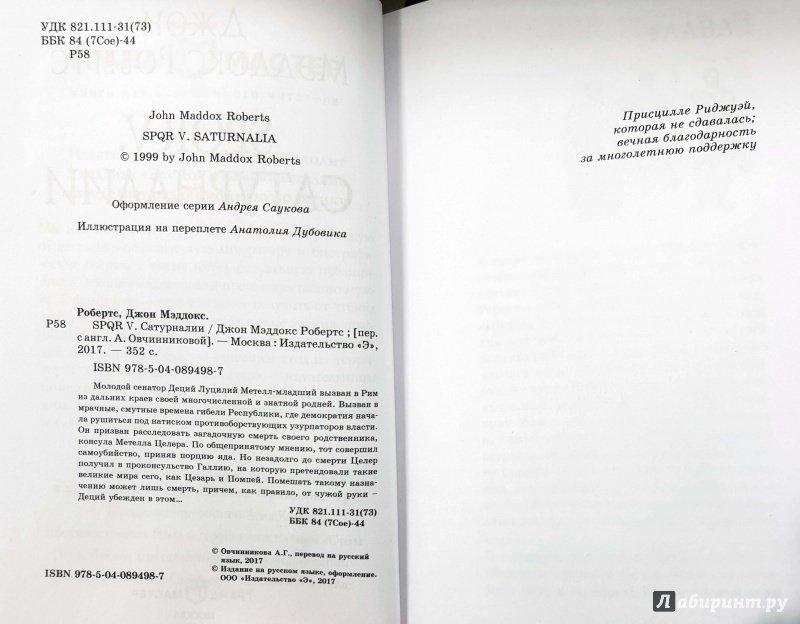 УДК 821.111-31(73)
ББК 84 (7Сое)-44
Р58
John Maddox Roberts
SPQR V. SATURNALIA
© 1999 by John Maddox Roberts
Оформление серии Андрея Саукова
Иллюстрация на переплете Анатолия Дубовика
Робертс, Джон Мэддокс.
Р58 SPQR V. Сатурналии / Джон Мэддокс Робертс ; [пер.
с англ. А. Овчинниковой]. — Москва : Издательство «Э»,
2017. — 352 с.
ISBN 978-5-04-089498-7
Молодой сенатор Деций Луцилий Метелл-младший вызван в Рим
из дальних краев своей многочисленной и знатной родней. Вызван в
мрачные, смутные времена гибели Республики, где демократия нача-
ла рушиться под натиском противоборствующих узурпаторов власти.
Он призван расследовать загадочную смерть своего родственника,
консула Метелла Целера. По общепринятому мнению, тот совершил
самоубийство, приняв порцию яда. Но незадолго до смерти Целер
получил в проконсульство Галлию, на которую претендовали такие
великие мира сего, как Цезарь и Помпей. Помешать такому назна-
чению может лишь смерть, причем, как правило, от чужой руки –
Деций убежден в этом...
УДК 821.111-31(73)
ББК 84 (7Сое)-44
© Овчинникова А.Г., перевод на русский
язык, 2017
© Издание на русском языке, оформление.
ООО «Издательство «Э», 2017
ISBN 978-5-04-089498-7
Присцилле Риджуэй,
которая не сдавалась;
вечная благодарность
за многолетнюю поддержку
Лабиринт.ру